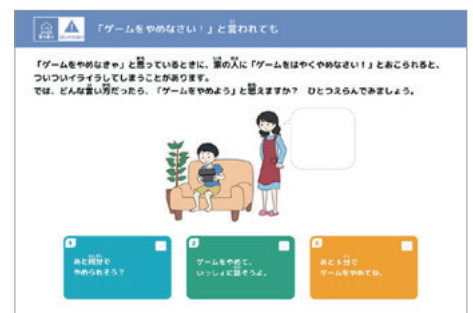 「ゲームをやめなさい！」と言われても
「ゲームをやめなきゃ」と思っているときに、家の人に「ゲームをはやくやめなさい！」とおこられると、
ついついイライラしてしまうことがあります。
では、どんな言い方だったら、「ゲームをやめよう」と思えますか？ ひとつえらんでみましょう。
1
あと何分で
やめられそう？
2
ゲームをやめて、
いっしょに話そうよ。
3
あと5分で
ゲームをやめてね。